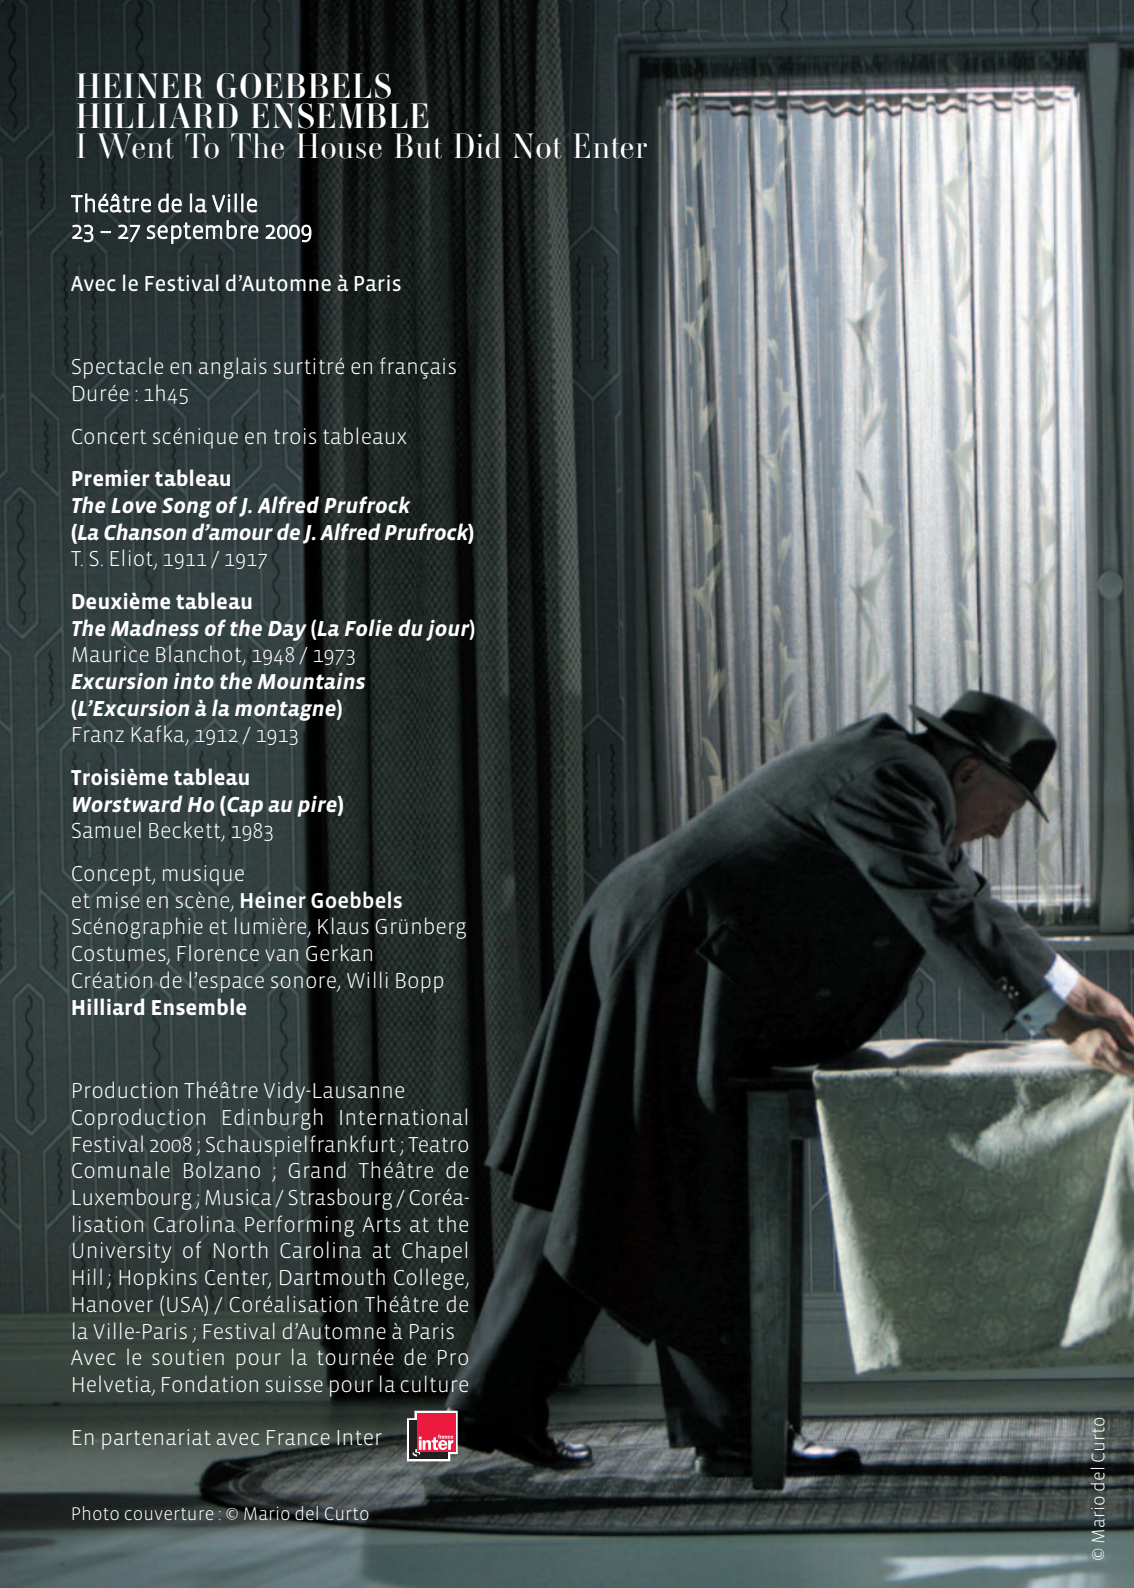 HEINER GOEBBELS
HILLIARD ENSEMBLE
I Went To The House But Did Not Enter
Théâtre de la Ville
23 – 27 septembre 2009
Avec le Festival d’Automne à Paris
Spectacle en anglais surtitré en français
Durée : 1h45
Concert scénique en trois tableaux
Premier tableau
The Love Song of J. Alfred Prufrock
(La Chanson d’amour de J. Alfred Prufrock)
T. S. Eliot, 1911 / 1917
Deuxième tableau
The Madness of the Day (La Folie du jour)
Maurice Blanchot, 1948 / 1973
Excursion into the Mountains
(L’Excursion à la montagne)
Franz Kafka, 1912 / 1913
Troisième tableau
Worstward Ho (Cap au pire)
Samuel Beckett, 1983
Concept, musique
et mise en scène, Heiner Goebbels
Scénographie et lumière, Klaus Grünberg
Costumes, Florence van Gerkan
Création de l’espace sonore, Willi Bopp
Hilliard Ensemble
Production Théâtre Vidy-Lausanne
Coproduction Edinburgh International
Festival 2008 ; Schauspielfrankfurt ; Teatro
Comunale Bolzano ; Grand Théâtre de
Luxembourg ; Musica / Strasbourg / Coréa-
lisation Carolina Performing Arts at the
University of North Carolina at Chapel
Hill ; Hopkins Center, Dartmouth College,
Hanover (USA) / Coréalisation Théâtre de
la Ville-Paris ; Festival d’Automne à Paris
Avec le soutien pour la tournée de Pro
Helvetia, Fondation suisse pour la culture
En partenariat avec France Inter
france
inter
Photo couverture : © Mario del Curto
© Mario del Curto